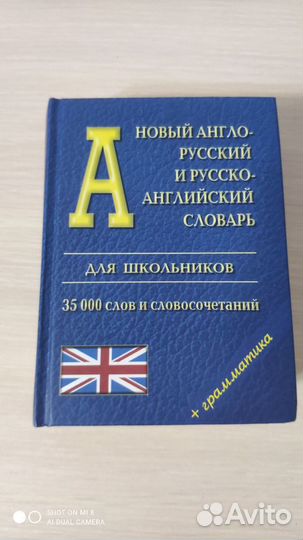 А
НОВЫЙ АНГЛО-
РУССКИЙ
И РУССКО-
АНГЛИЙСКИЙ
СЛОВАРЬ
ДЛЯ ШКОЛЬНИКОВ
35 000 слов и словосочетаний
+ грамматика
SHOT ON MI 8
AI DUAL CAMERA
Avito